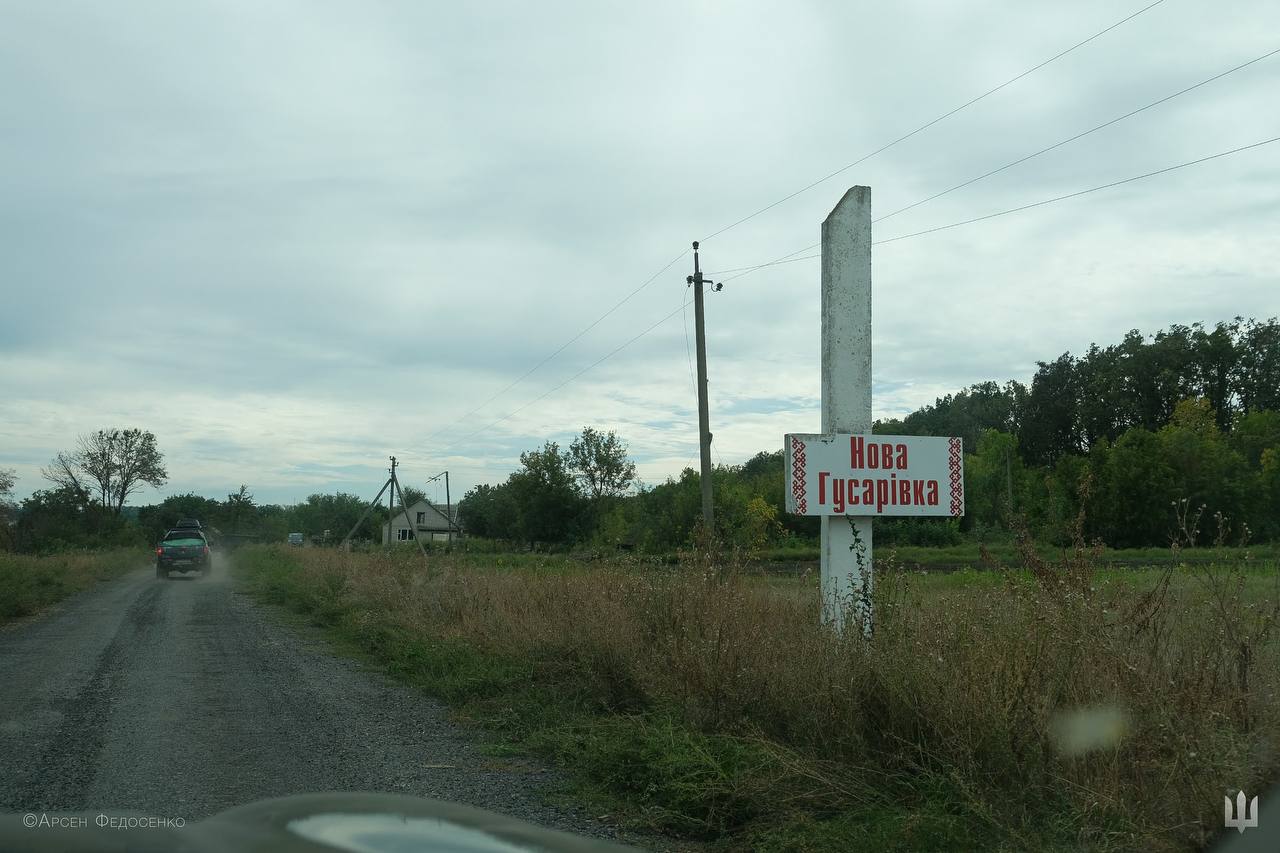 Нова
Гусарівка
©Арсен Федосенко